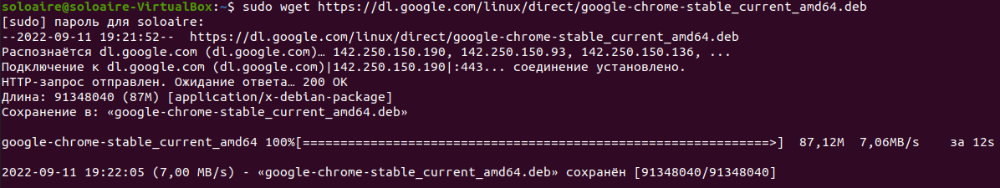 soloaire@soloaire-VirtualBox:~$ sudo wget https://dl.google.com/linux/direct/google-chrome-stable_current_amd64.deb
[sudo] пароль для soloaire:
--2022-09-11 19:21:52--  https://dl.google.com/linux/direct/google-chrome-stable_current_amd64.deb
Распознаётся dl.google.com (dl.google.com)… 142.250.150.190, 142.250.150.93, 142.250.150.136, ...
Подключение к dl.google.com (dl.google.com)|142.250.150.190|:443... соединение установлено.
HTTP-запрос отправлен. Ожидание ответа… 200 OK
Длина: 91348040 (87M) [application/x-debian-package]
Сохранение в: «google-chrome-stable_current_amd64.deb»
google-chrome-stable_current_amd64 100%[==============================================================>]  87,12M  7,06MB/s    за 12s
2022-09-11 19:22:05 (7,00 MB/s) - «google-chrome-stable_current_amd64.deb» сохранён [91348040/91348040]